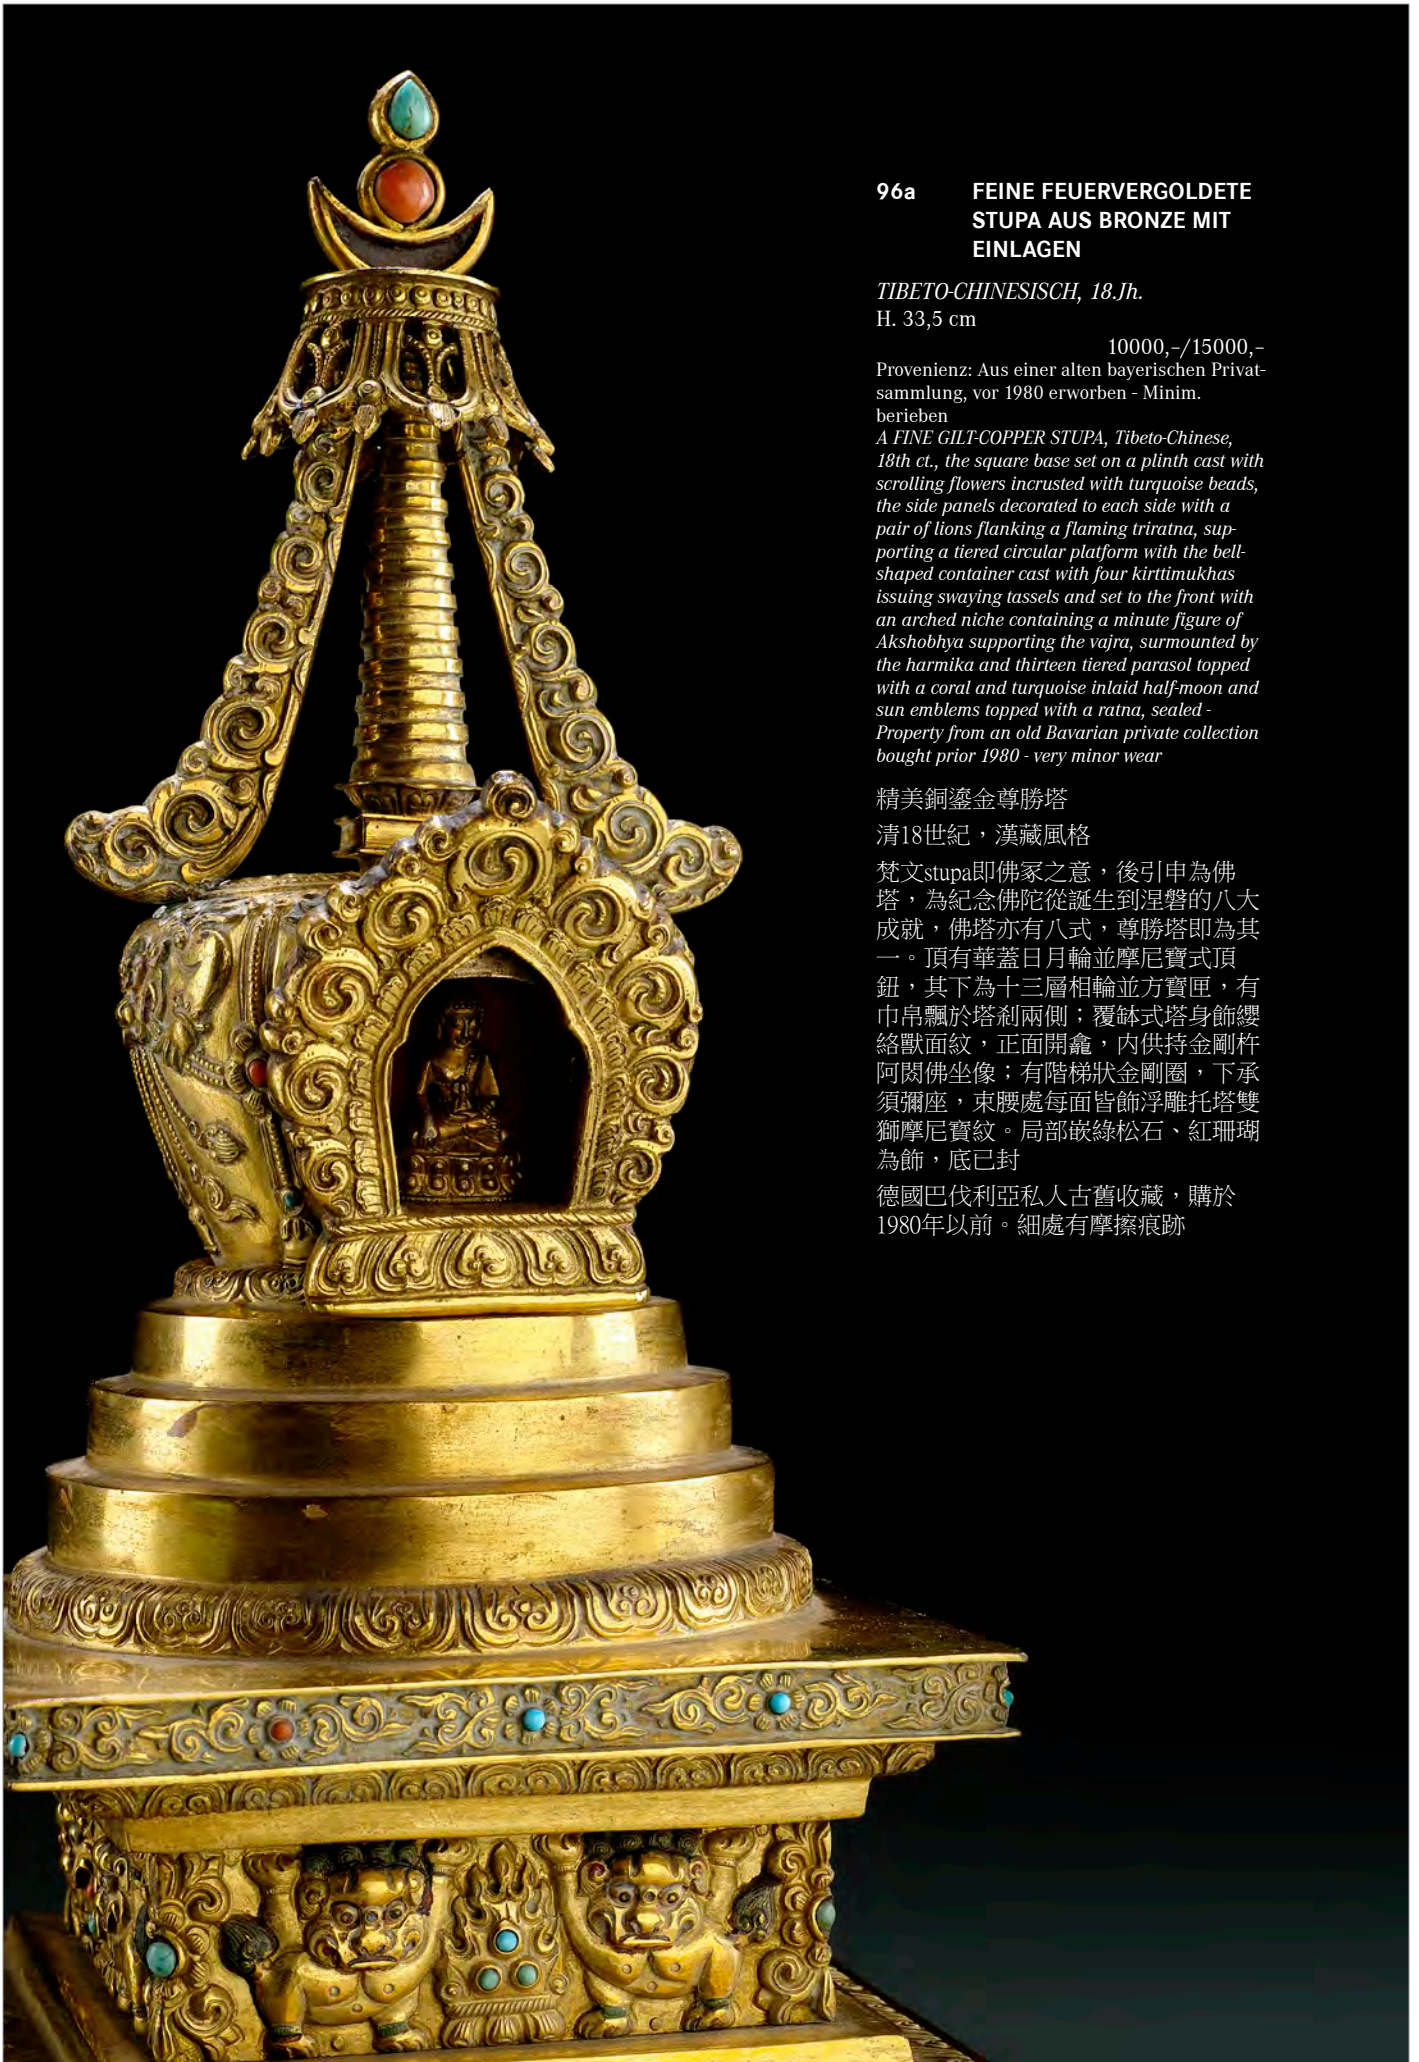 96a FEINE FEUERVERGOLDETE
STUPA AUS BRONZE MIT
EINLAGEN
TIBETO-CHINESISCH, 18.Jh.
H. 33,5 cm
10000,–/15000,–
Provenienz: Aus einer alten bayerischen Privat-
sammlung, vor 1980 erworben - Minim.
berieben
A FINE GILT-COPPER STUPA, Tibeto-Chinese,
18th ct., the square base set on a plinth cast with
scrolling flowers incrusted with turquoise beads,
the side panels decorated to each side with a
pair of lions flanking a flaming triratna, sup-
porting a tiered circular platform with the bell-
shaped container cast with four kirttimukhas
issuing swaying tassels and set to the front with
an arched niche containing a minute figure of
Akshobhya supporting the vajra, surmounted by
the harmika and thirteen tiered parasol topped
with a coral and turquoise inlaid half-moon and
sun emblems topped with a ratna, sealed -
Property from an old Bavarian private collection
bought prior 1980 - very minor wear
精美銅鎏金尊勝塔
清18世紀，漢藏風格
梵文stupa即佛冢之意，後引申為佛
塔，為紀念佛陀從誕生到涅磐的八大
成就，佛塔亦有八式，尊勝塔即為其
一。頂有華蓋日月輪並摩尼寶式頂
鈕，其下為十三層相輪並方寶匣，有
巾帛飄於塔剎兩側；覆缽式塔身飾纓
絡獸面紋，正面開龕，内供持金剛杵
阿閦佛坐像；有階梯狀金剛圈，下承
須彌座，束腰處每面皆飾浮雕托塔雙
獅摩尼寶紋。局部嵌綠松石、紅珊瑚
為飾，底已封
德國巴伐利亞私人古舊收藏，購於
1980年以前。細處有摩擦痕跡